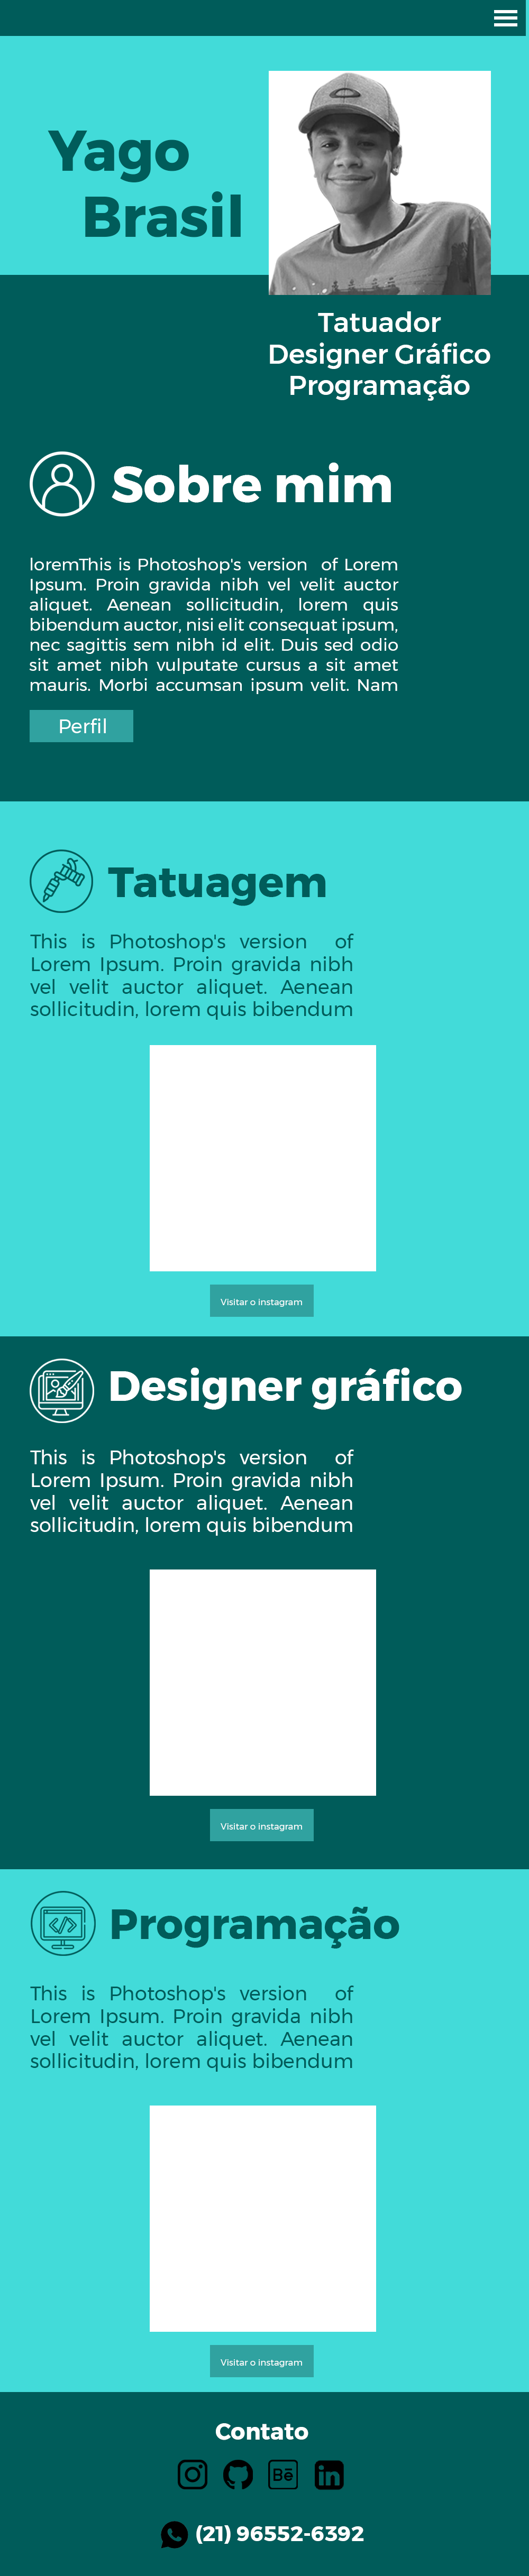 Yago
Brasil
Tatuador
Designer Gráfico
Programação
Sobre mim
loremThis is Photoshop's version of Lorem
Ipsum. Proin gravida nibh vel velit auctor
aliquet. Aenean sollicitudin, lorem quis
bibendum auctor, nisi elit consequat ipsum,
nec sagittis sem nibh id elit. Duis sed odio
sit amet nibh vulputate cursus a sit amet
mauris. Morbi accumsan ipsum velit. Nam
Perfil
Tatuagem
This is Photoshop's version of
Lorem Ipsum. Proin gravida nibh
vel velit auctor aliquet. Aenean
sollicitudin, lorem quis bibendum
Visitar o instagram
Designer gráfico
This is Photoshop's version of
Lorem Ipsum. Proin gravida nibh
vel velit auctor aliquet. Aenean
sollicitudin, lorem quis bibendum
Visitar o instagram
Programação
This is Photoshop's version of
Lorem Ipsum. Proin gravida nibh
vel velit auctor aliquet. Aenean
sollicitudin, lorem quis bibendum
Visitar o instagram
Contato
Bē in
(21) 96552-6392